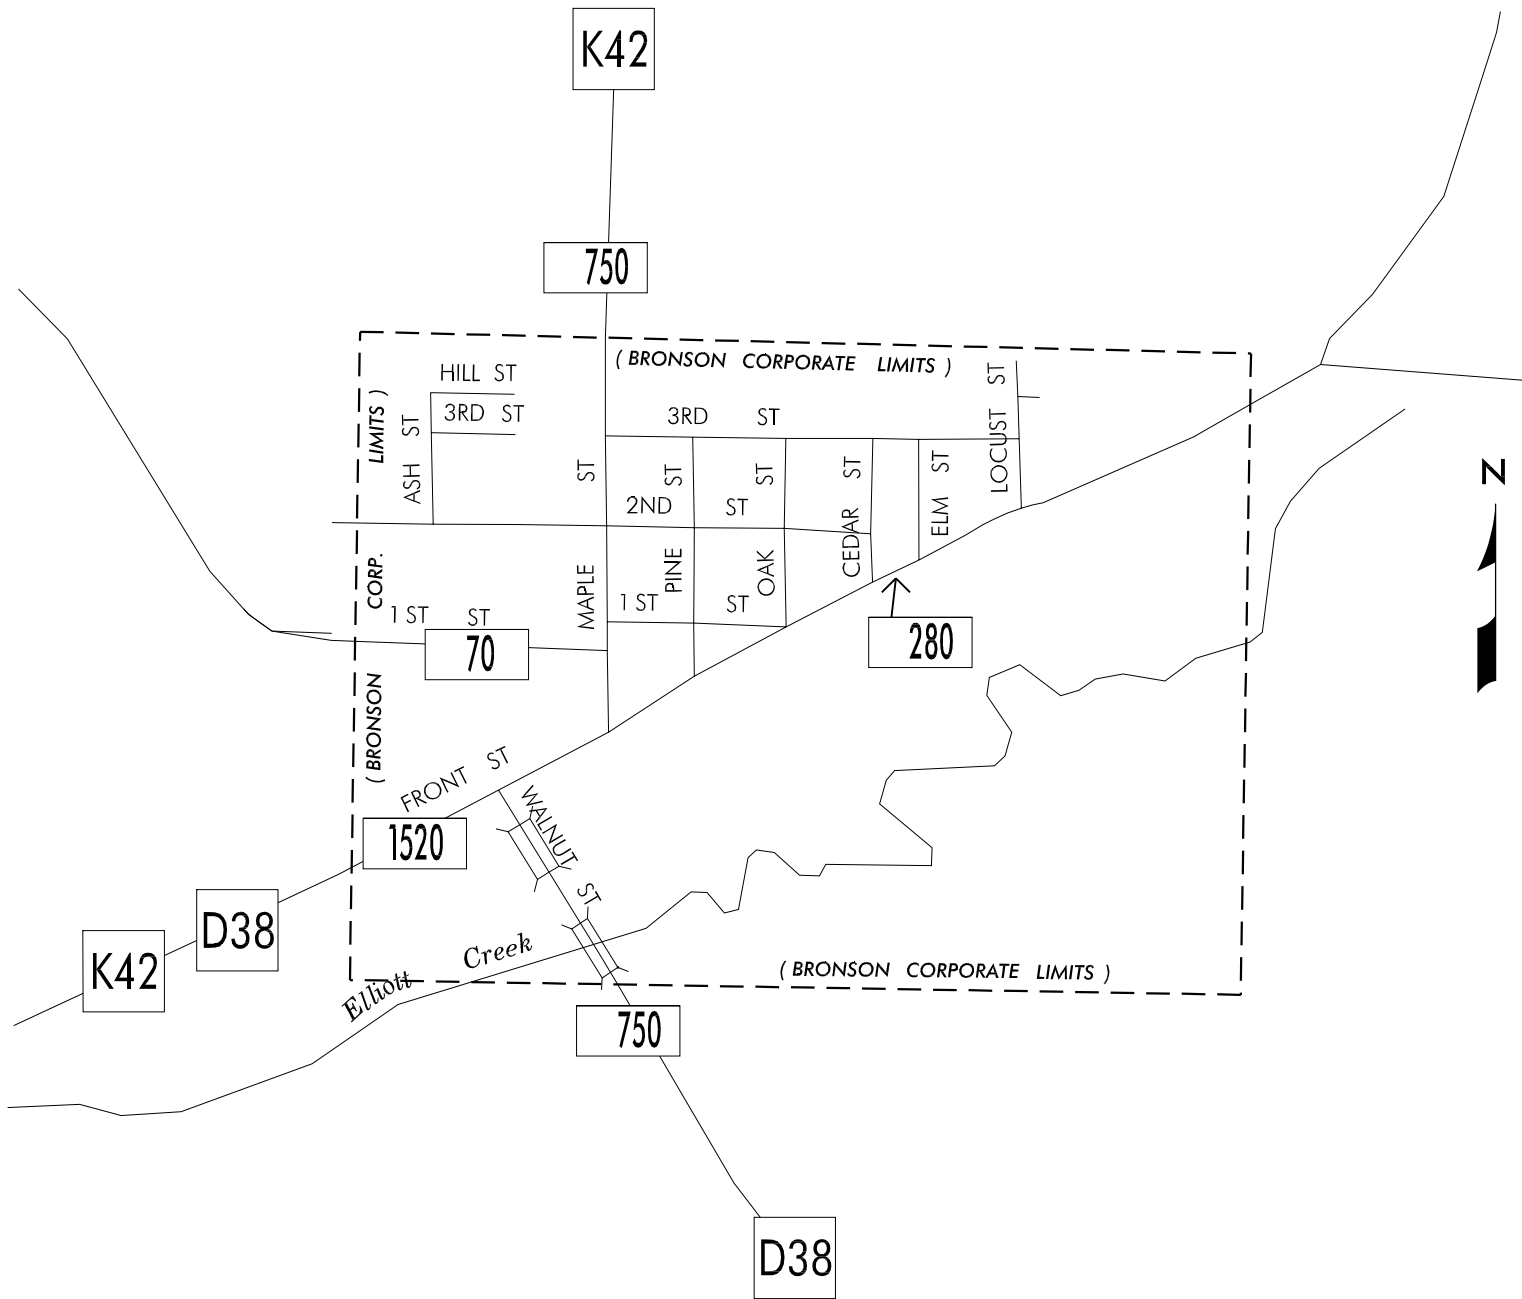 K42
750
( BRONSON CORPORATE LIMITS )
HILL ST
3RD ST
3RD ST
ASH ST
MAPLE ST
PINE ST
OAK ST
CEDAR ST
ELM ST
LOCUST ST
2ND ST
1 ST ST
1 ST ST
( BRONSON CORP. LIMITS )
N
70
280
FRONT ST
WALNUT ST
1520
D38
K42
Elliott Creek
( BRONSON CORPORATE LIMITS )
750
D38